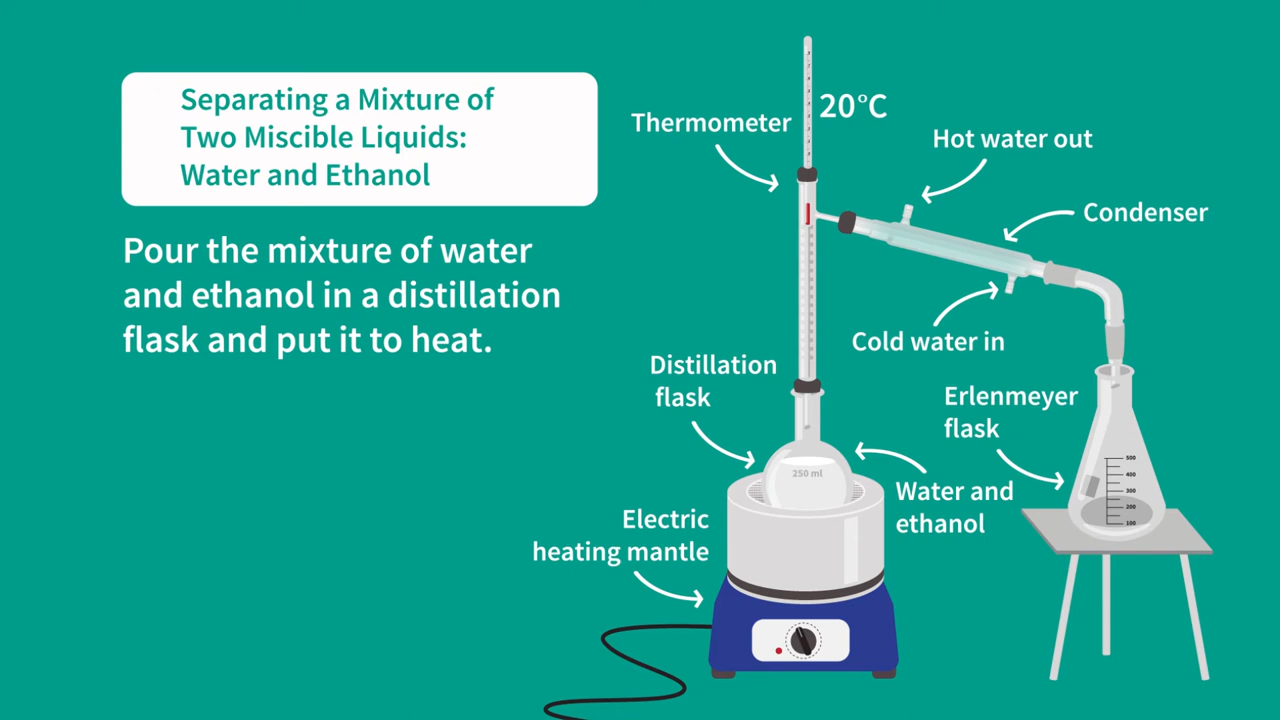 Separating a Mixture of
Two Miscible Liquids:
Water and Ethanol
Pour the mixture of water
and ethanol in a distillation
flask and put it to heat.
Thermometer
20°C
Hot water out
Condenser
Cold water in
Distillation
flask
Erlenmeyer
flask
250 ml
Water and
ethanol
Electric
heating mantle
500
400
300
200
100